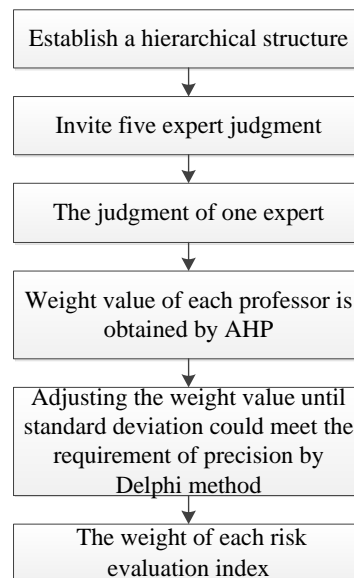 Establish a hierarchical structure
Invite five expert judgment
The judgment of one expert
Weight value of each professor is
obtained by AHP
Adjusting the weight value until
standard deviation could meet the
requirement of precision by
Delphi method
The weight of each risk
evaluation index